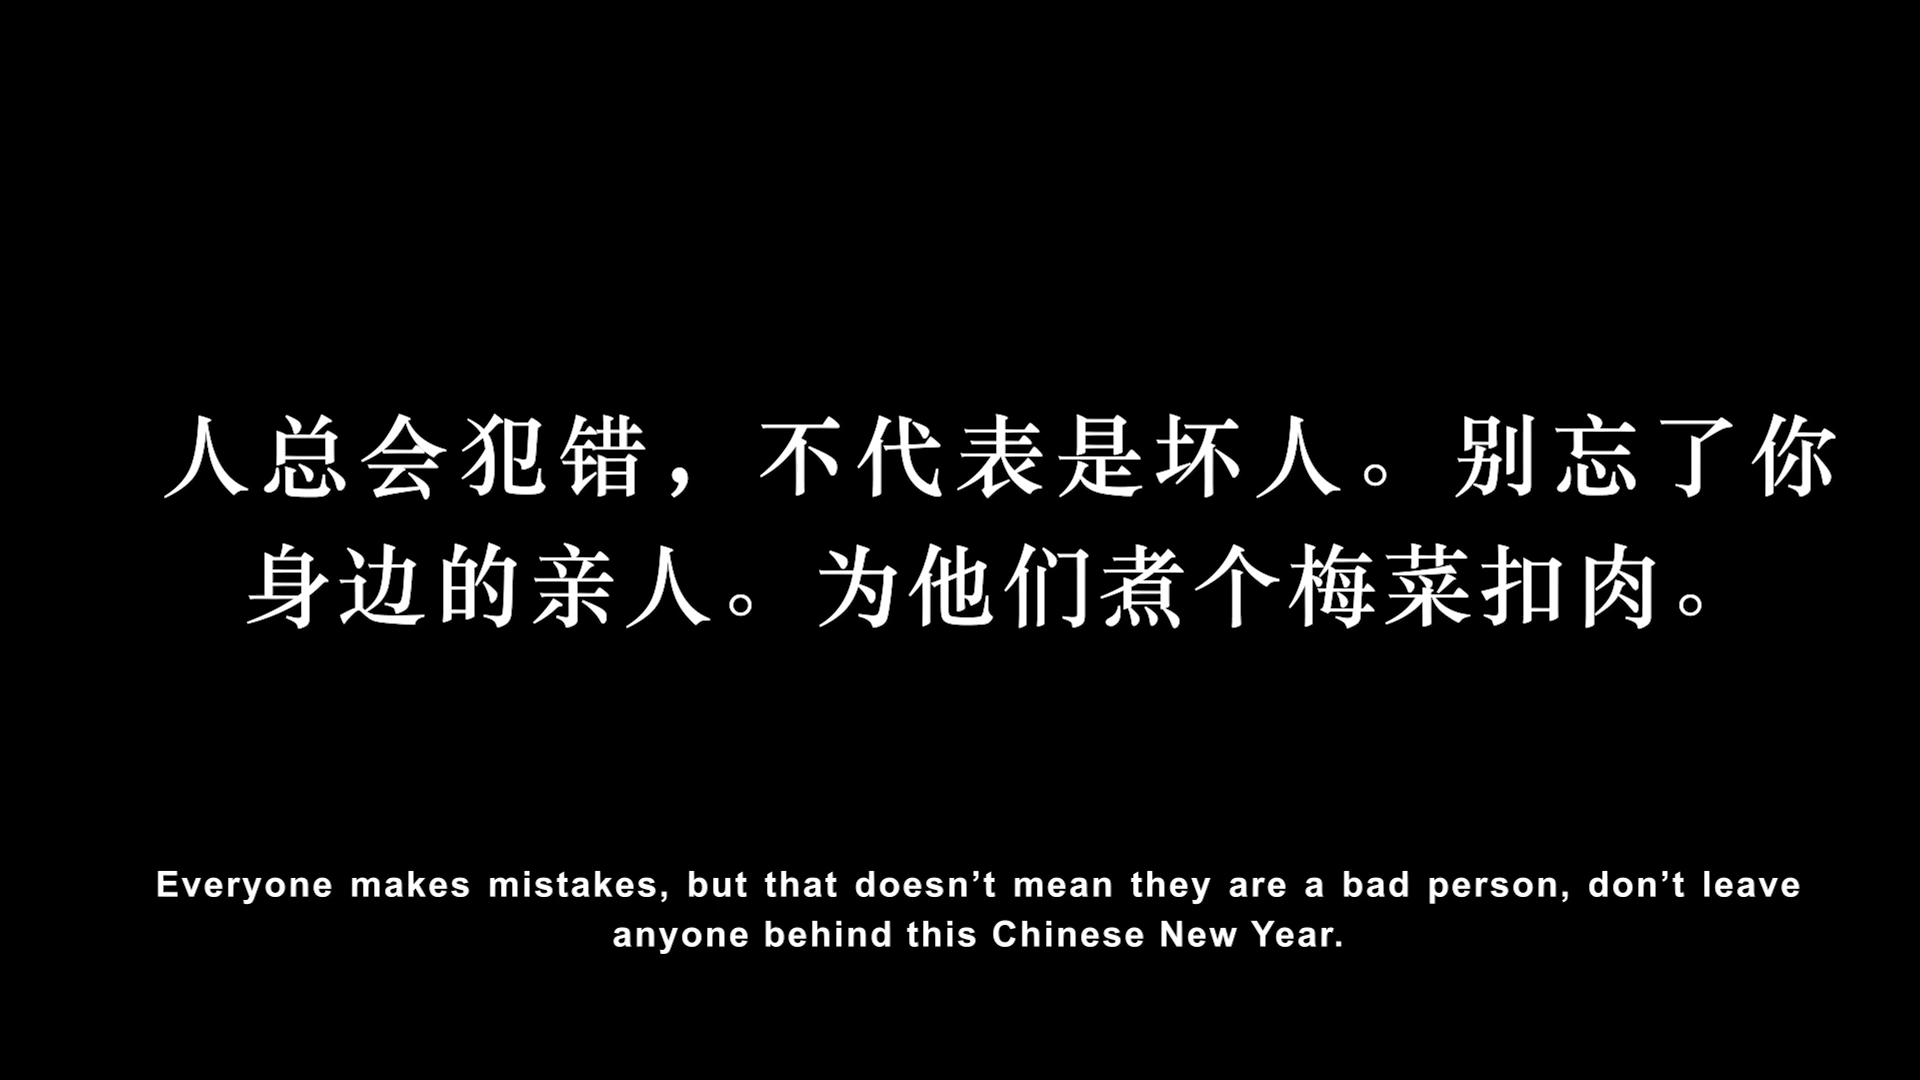 人总会犯错，不代表是坏人。别忘了你
身边的亲人。为他们煮个梅菜扣肉。
Everyone makes mistakes, but that doesn’t mean they are a bad person, don’t leave
anyone behind this Chinese New Year.